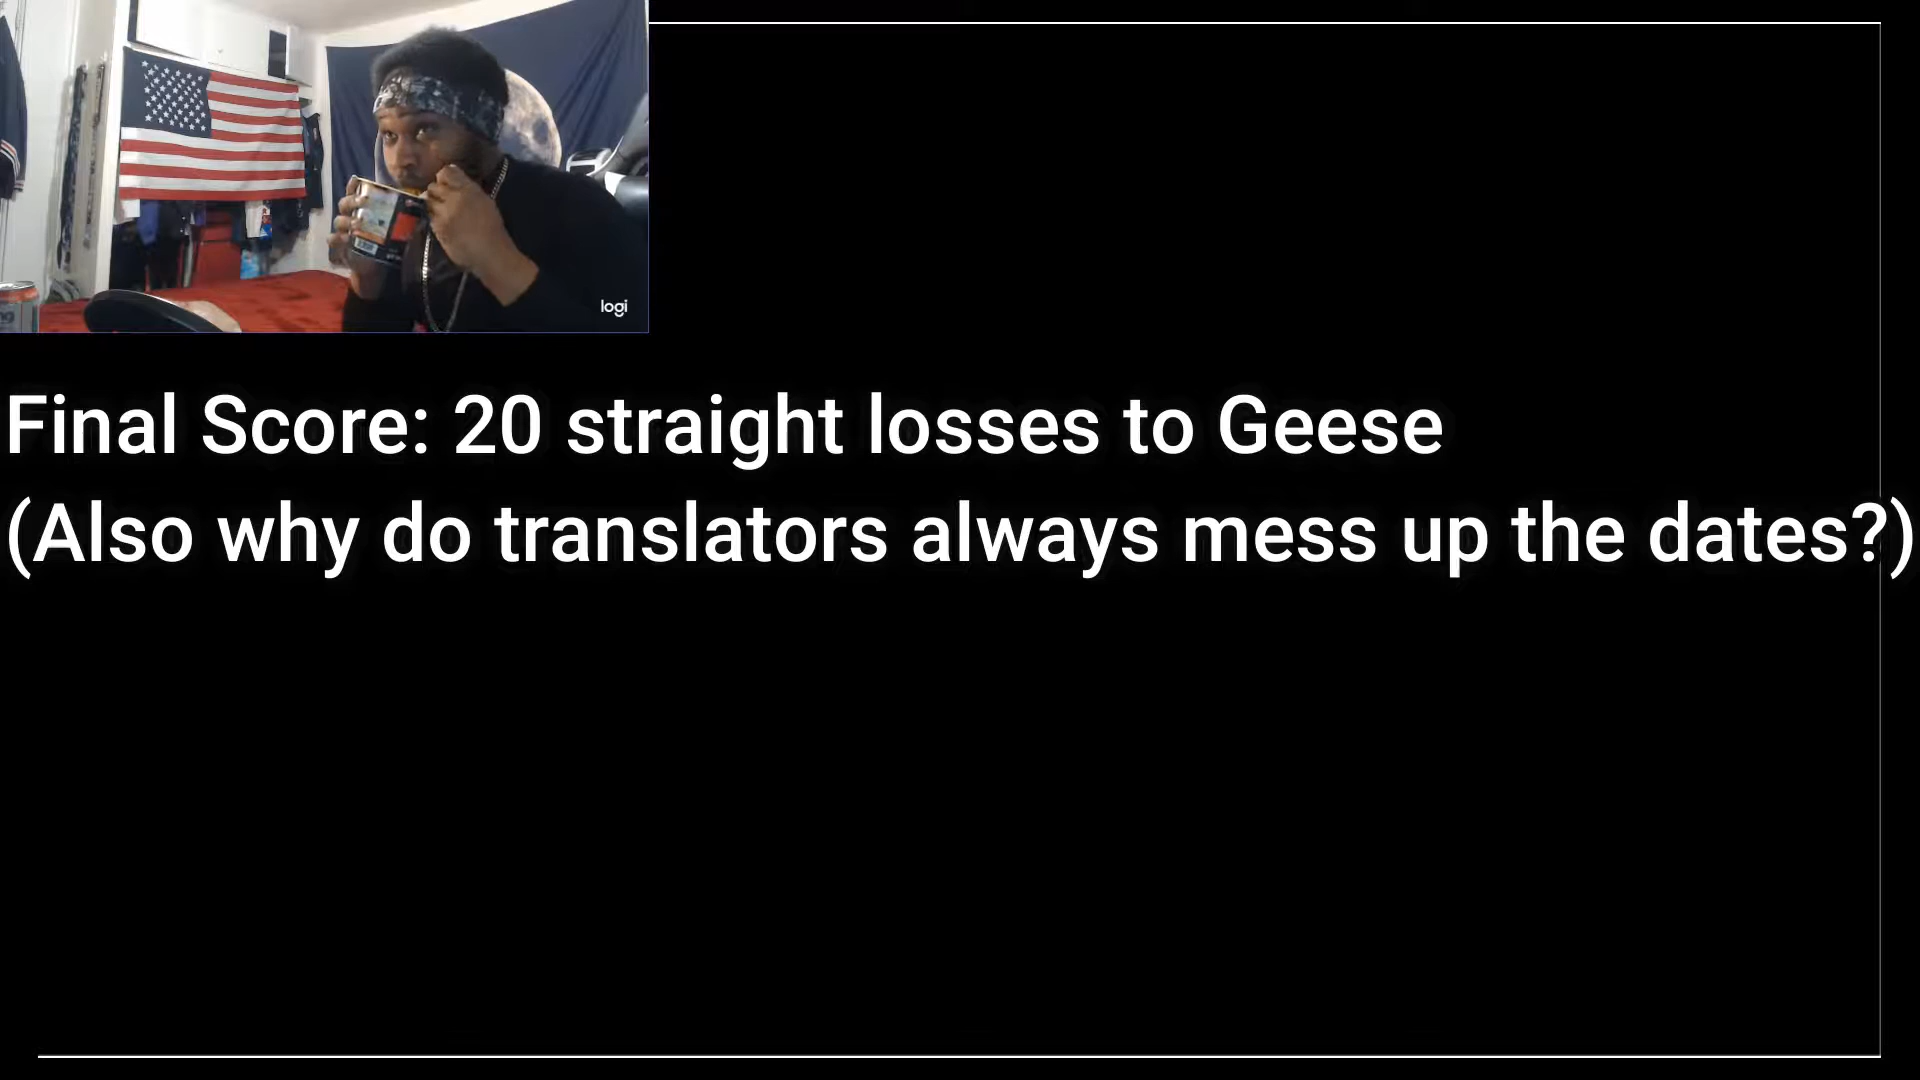 logi
Final Score: 20 straight losses to Geese
(Also why do translators always mess up the dates?)